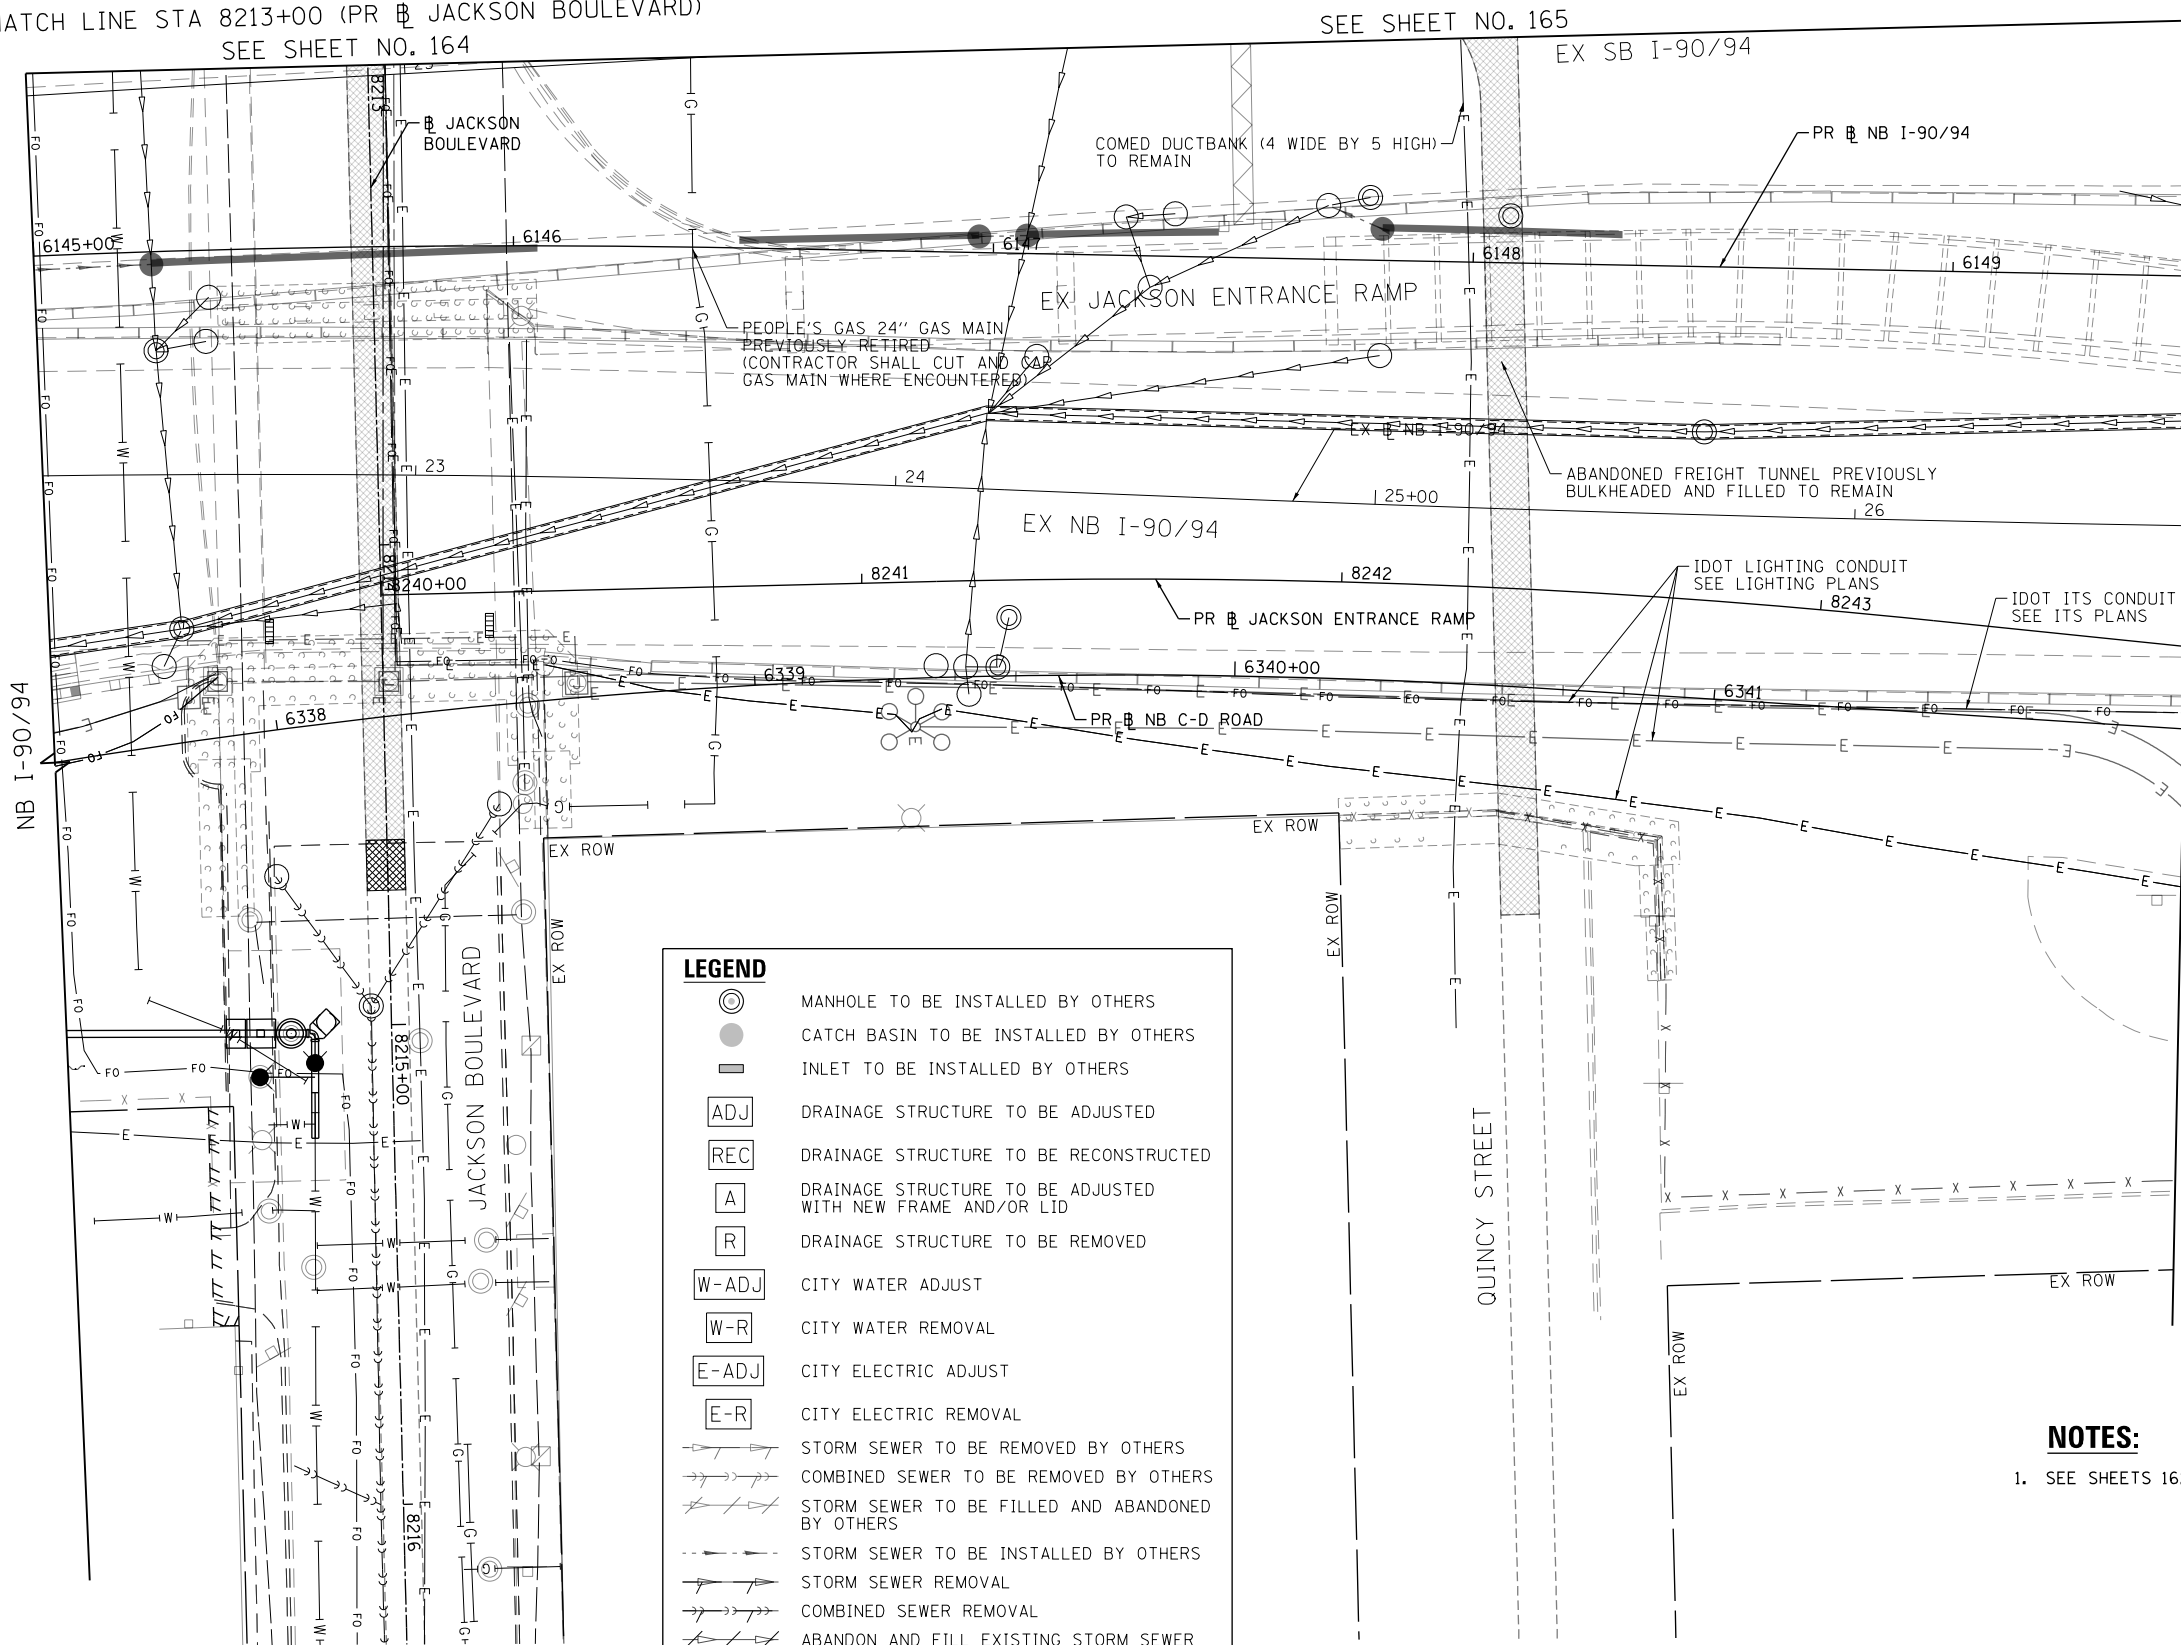 MATCH LINE STA 8213+00 (PR ℄ JACKSON BOULEVARD)
SEE SHEET NO. 164
SEE SHEET NO. 165
EX SB I-90/94
℄ JACKSON
BOULEVARD
COMED DUCTBANK (4 WIDE BY 5 HIGH)
TO REMAIN
PR ℄ NB I-90/94
6145+00
6146
6147
6148
6149
EX JACKSON ENTRANCE RAMP
PEOPLE'S GAS 24" GAS MAIN
PREVIOUSLY RETIRED
(CONTRACTOR SHALL CUT AND CAP
GAS MAIN WHERE ENCOUNTERED)
EX ℄ NB I-90/94
23
24
25+00
26
ABANDONED FREIGHT TUNNEL PREVIOUSLY
BULKHEADED AND FILLED TO REMAIN
EX NB I-90/94
8240+00
8241
8242
8243
IDOT LIGHTING CONDUIT
SEE LIGHTING PLANS
IDOT ITS CONDUIT
SEE ITS PLANS
PR ℄ JACKSON ENTRANCE RAMP
6338
6339
6340+00
6341
PR ℄ NB C-D ROAD
NB I-90/94
EX ROW
EX ROW
EX ROW
EX ROW
JACKSON BOULEVARD
8215+00
8216
QUINCY STREET
EX ROW
EX ROW
LEGEND
MANHOLE TO BE INSTALLED BY OTHERS
CATCH BASIN TO BE INSTALLED BY OTHERS
INLET TO BE INSTALLED BY OTHERS
ADJ DRAINAGE STRUCTURE TO BE ADJUSTED
REC DRAINAGE STRUCTURE TO BE RECONSTRUCTED
A DRAINAGE STRUCTURE TO BE ADJUSTED
WITH NEW FRAME AND/OR LID
R DRAINAGE STRUCTURE TO BE REMOVED
W-ADJ CITY WATER ADJUST
W-R CITY WATER REMOVAL
E-ADJ CITY ELECTRIC ADJUST
E-R CITY ELECTRIC REMOVAL
STORM SEWER TO BE REMOVED BY OTHERS
COMBINED SEWER TO BE REMOVED BY OTHERS
STORM SEWER TO BE FILLED AND ABANDONED
BY OTHERS
STORM SEWER TO BE INSTALLED BY OTHERS
STORM SEWER REMOVAL
COMBINED SEWER REMOVAL
ABANDON AND FILL EXISTING STORM SEWER
NOTES:
1. SEE SHEETS 16